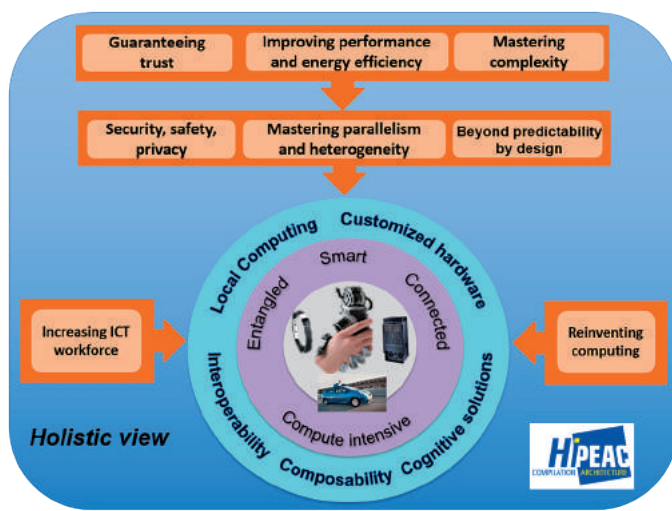 Guaranteeing
trust
Improving performance
and energy efficiency
Mastering
complexity
Security, safety,
privacy
Mastering parallelism
and heterogeneity
Beyond predictability
by design
Local Computing
Customized hardware
Smart
Entangled
Connected
Increasing ICT
workforce
Reinventing
computing
Interoperability
Compute intensive
Cognitive solutions
Composability
Holistic view
HiPEAC
COMPILATION ARCHITECTURE